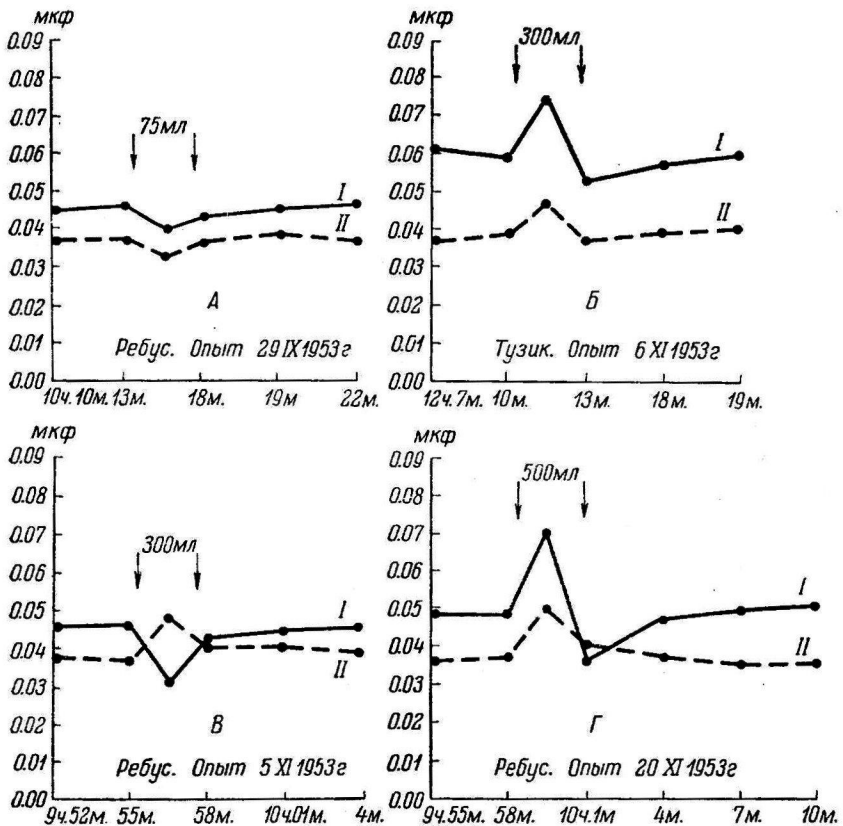 мкф
0.09
0.08
0.07
0.06
0.05
0.04
0.03
0.02
0.01
0.00
75мл
I
II
А
Ребус. Опыт 29 IX 1953г
10ч.10м. 13м. 18м. 19м 22м.
мкф
0.09
0.08
0.07
0.06
0.05
0.04
0.03
0.02
0.01
0.00
300мл
I
II
Б
Тузик. Опыт 6 XI 1953г
12ч.7м. 10м. 13м. 18м. 19м.
мкф
0.09
0.08
0.07
0.06
0.05
0.04
0.03
0.02
0.01
0.00
300мл
I
II
В
Ребус. Опыт 5 XI 1953г
9ч.52м. 55м. 58м. 10ч.01м. 4м.
мкф
0.09
0.08
0.07
0.06
0.05
0.04
0.03
0.02
0.01
0.00
500мл
I
II
Г
Ребус. Опыт 20 XI 1953г
9ч.55м. 58м. 10ч.1м 4м. 7м. 10м.